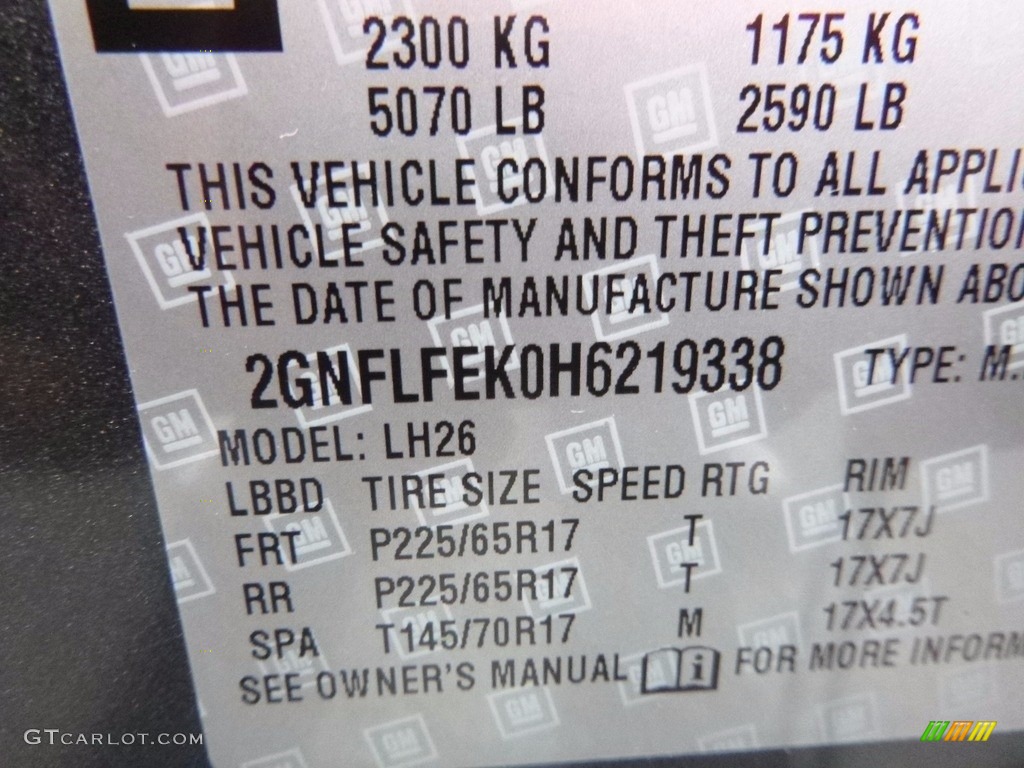 2300 KG 1175 KG
5070 LB 2590 LB
THIS VEHICLE CONFORMS TO ALL APPLI
VEHICLE SAFETY AND THEFT PREVENTIO
THE DATE OF MANUFACTURE SHOWN ABO
2GNFLFEK0H6219338 TYPE: M.
MODEL: LH26
LBBD TIRE SIZE SPEED RTG RIM
FRT P225/65R17 T 17X7J
RR P225/65R17 T 17X7J
SPA T145/70R17 M 17X4.5T
SEE OWNER'S MANUAL i FOR MORE INFORM
GTCARLOT.COM